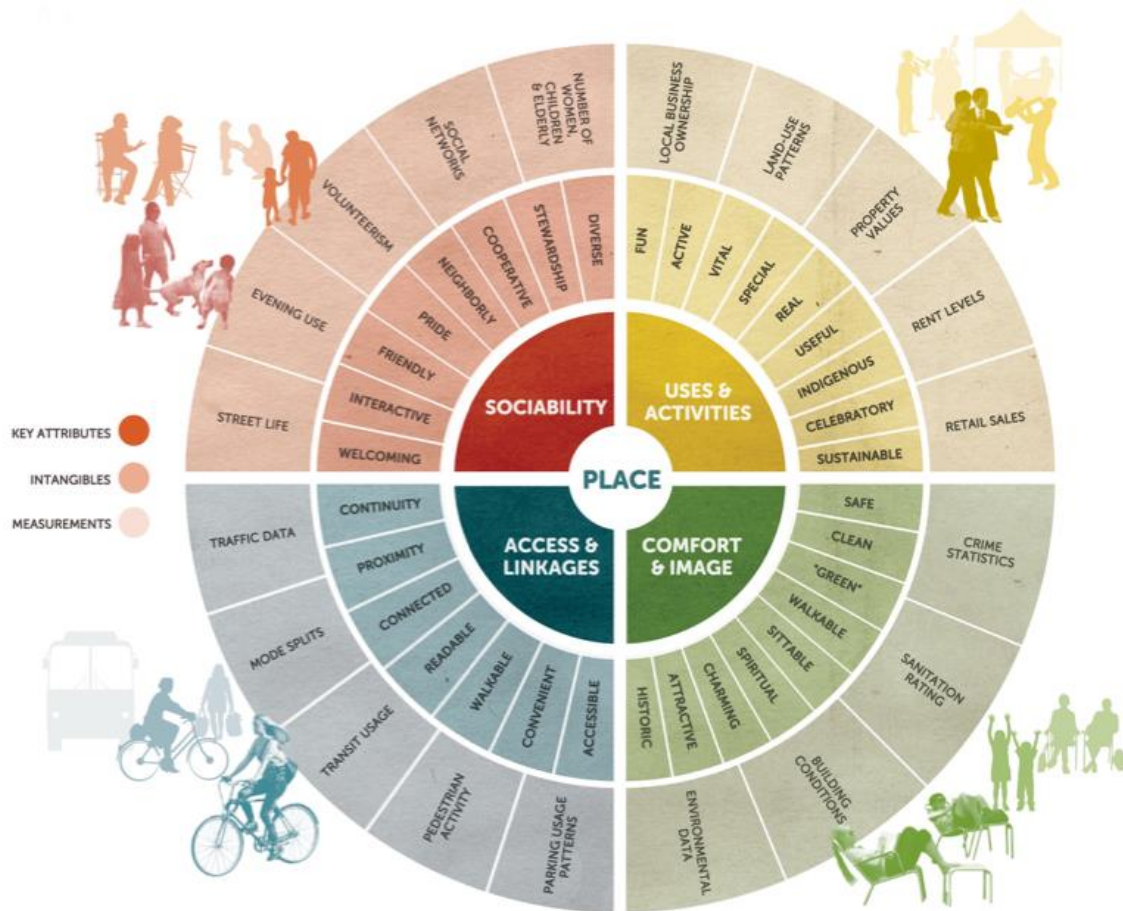 NUMBER OF
WOMEN,
CHILDREN
& ELDERLY
SOCIAL
NETWORKS
VOLUNTEERISM
EVENING USE
STREET LIFE
DIVERSE
STEWARDSHIP
COOPERATIVE
NEIGHBORLY
PRIDE
FRIENDLY
INTERACTIVE
WELCOMING
SOCIABILITY
LOCAL BUSINESS
OWNERSHIP
LAND-USE
PATTERNS
PROPERTY
VALUES
RENT LEVELS
RETAIL SALES
FUN
ACTIVE
VITAL
SPECIAL
REAL
USEFUL
INDIGENOUS
CELEBRATORY
SUSTAINABLE
USES &
ACTIVITIES
PLACE
KEY ATTRIBUTES
INTANGIBLES
MEASUREMENTS
ACCESS &
LINKAGES
CONTINUITY
PROXIMITY
CONNECTED
READABLE
WALKABLE
CONVENIENT
ACCESSIBLE
TRAFFIC DATA
MODE SPLITS
TRANSIT USAGE
PEDESTRIAN
ACTIVITY
PARKING USAGE
PATTERNS
COMFORT
& IMAGE
SAFE
CLEAN
"GREEN"
WALKABLE
SITTABLE
SPIRITUAL
CHARMING
ATTRACTIVE
HISTORIC
CRIME
STATISTICS
SANITATION
RATING
BUILDING
CONDITIONS
ENVIRONMENTAL
DATA